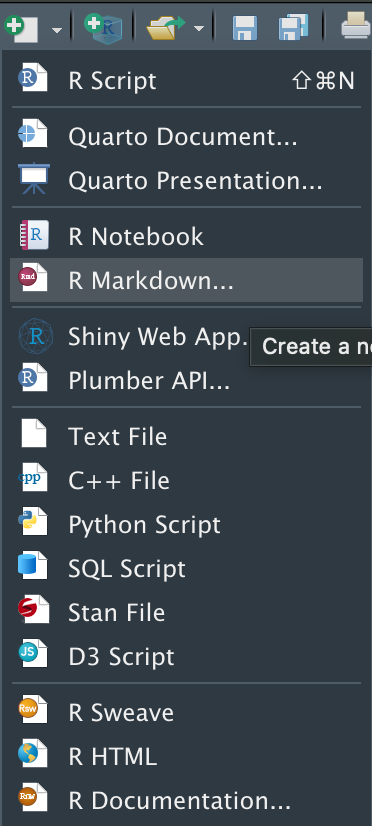 R Script ⇧⌘N
Quarto Document...
Quarto Presentation...
R Notebook
R Markdown...
Shiny Web App.
Create a n
Plumber API...
Text File
C++ File
Python Script
SQL Script
Stan File
D3 Script
R Sweave
R HTML
R Documentation...